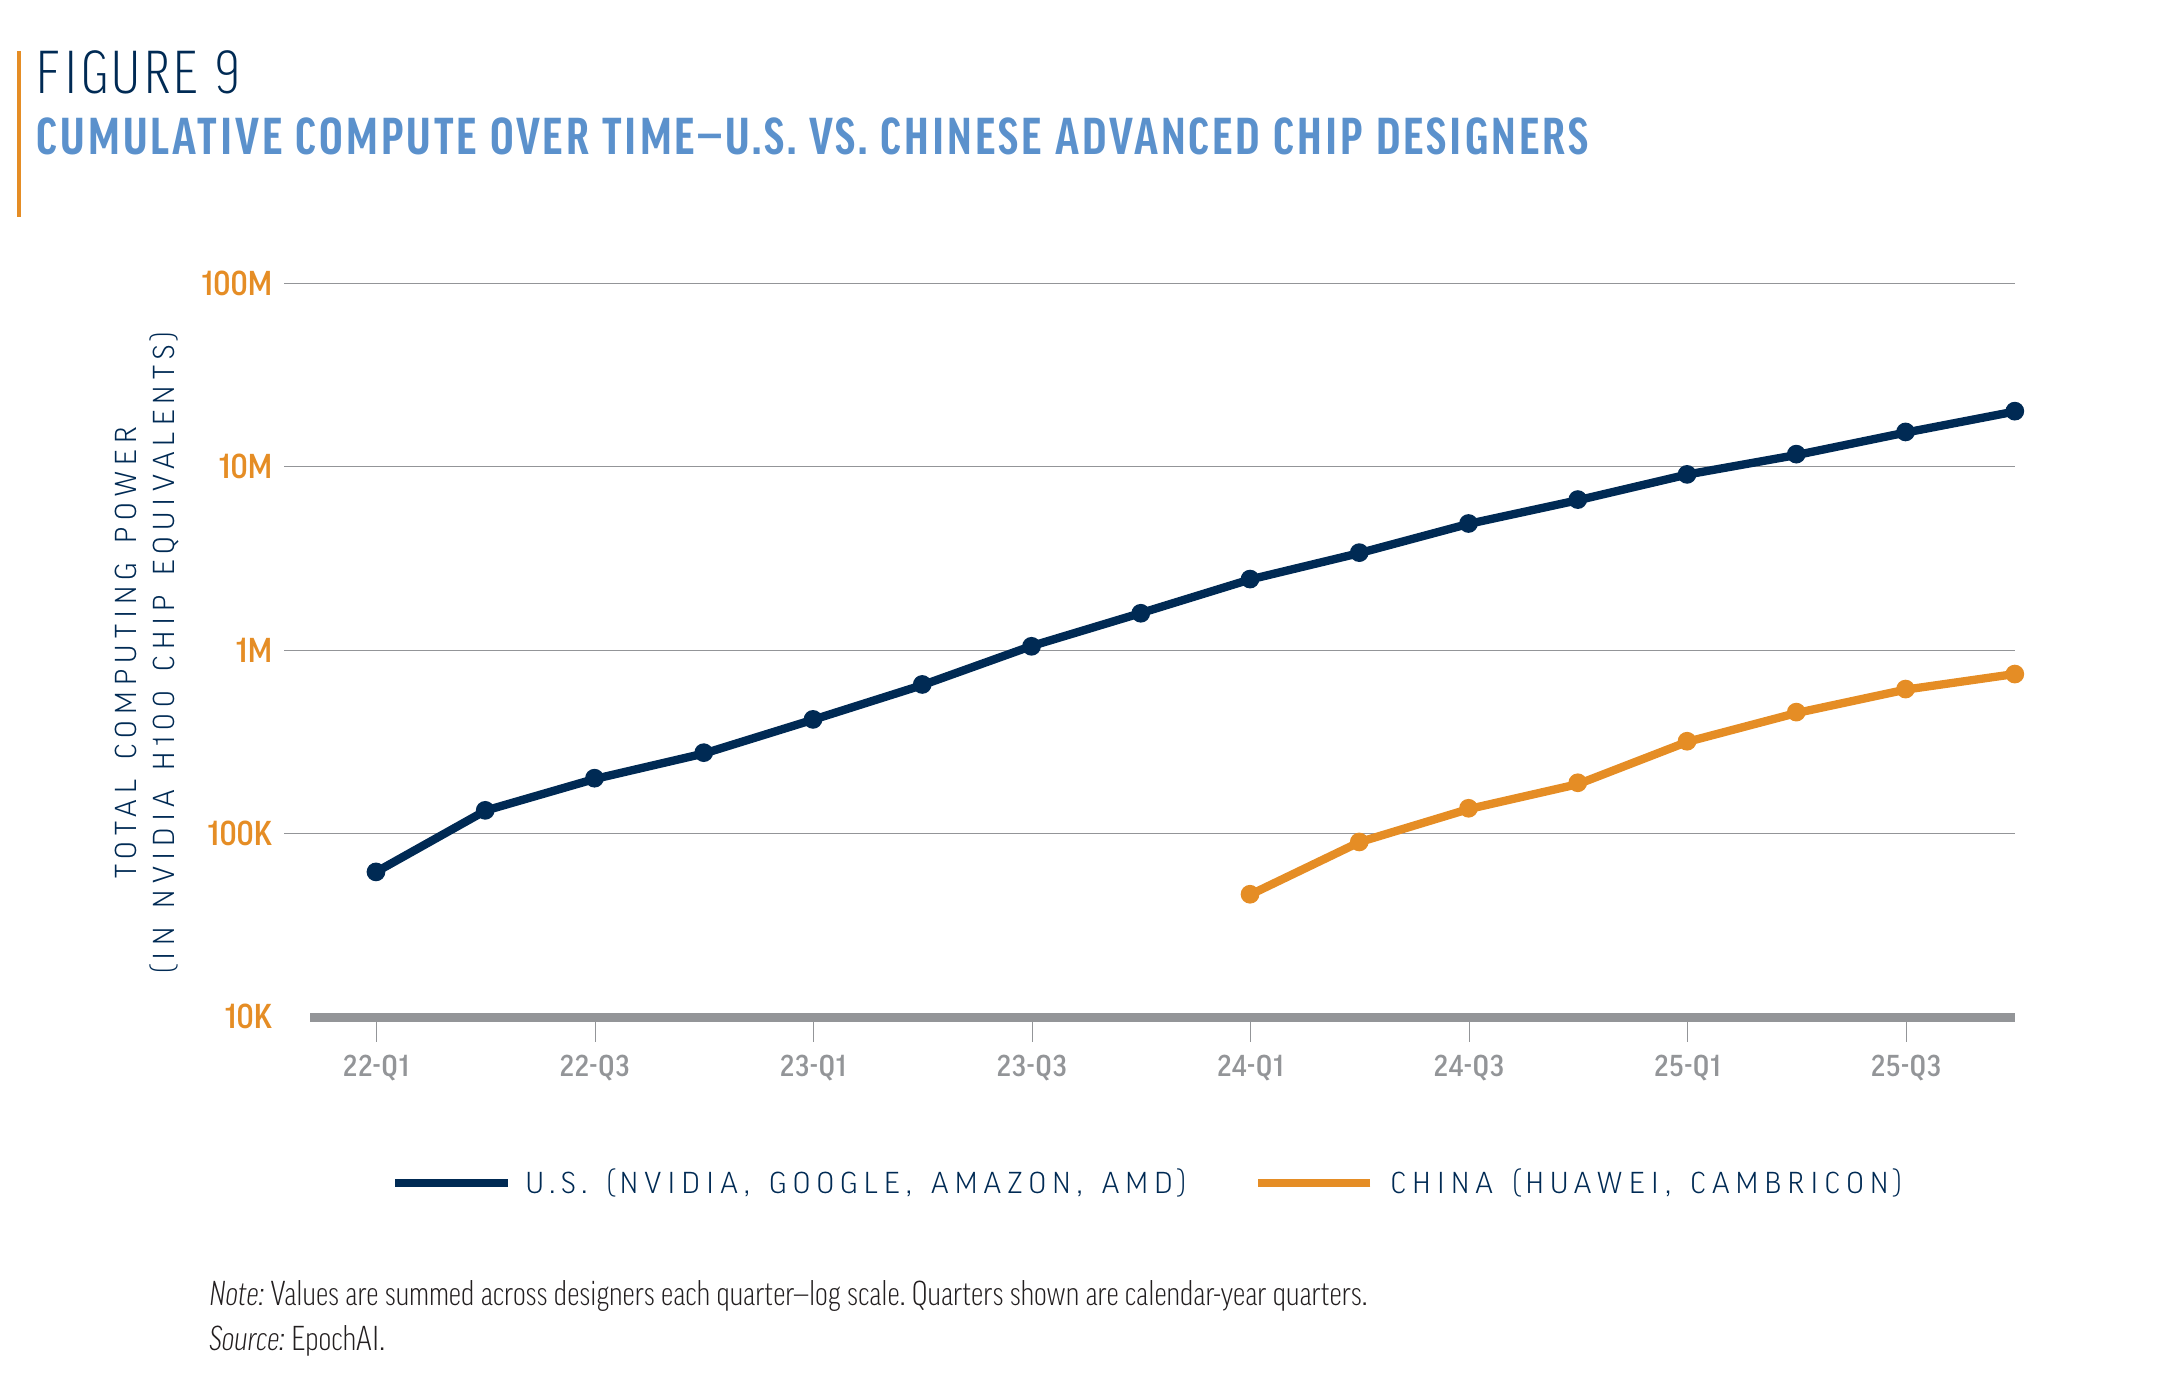 FIGURE 9
CUMULATIVE COMPUTE OVER TIME—U.S. VS. CHINESE ADVANCED CHIP DESIGNERS
TOTAL COMPUTING POWER
(IN NVIDIA H100 CHIP EQUIVALENTS)
100M
10M
1M
100K
10K
22-Q1
22-Q3
23-Q1
23-Q3
24-Q1
24-Q3
25-Q1
25-Q3
U.S. (NVIDIA, GOOGLE, AMAZON, AMD)
CHINA (HUAWEI, CAMBRICON)
Note: Values are summed across designers each quarter—log scale. Quarters shown are calendar-year quarters.
Source: EpochAI.